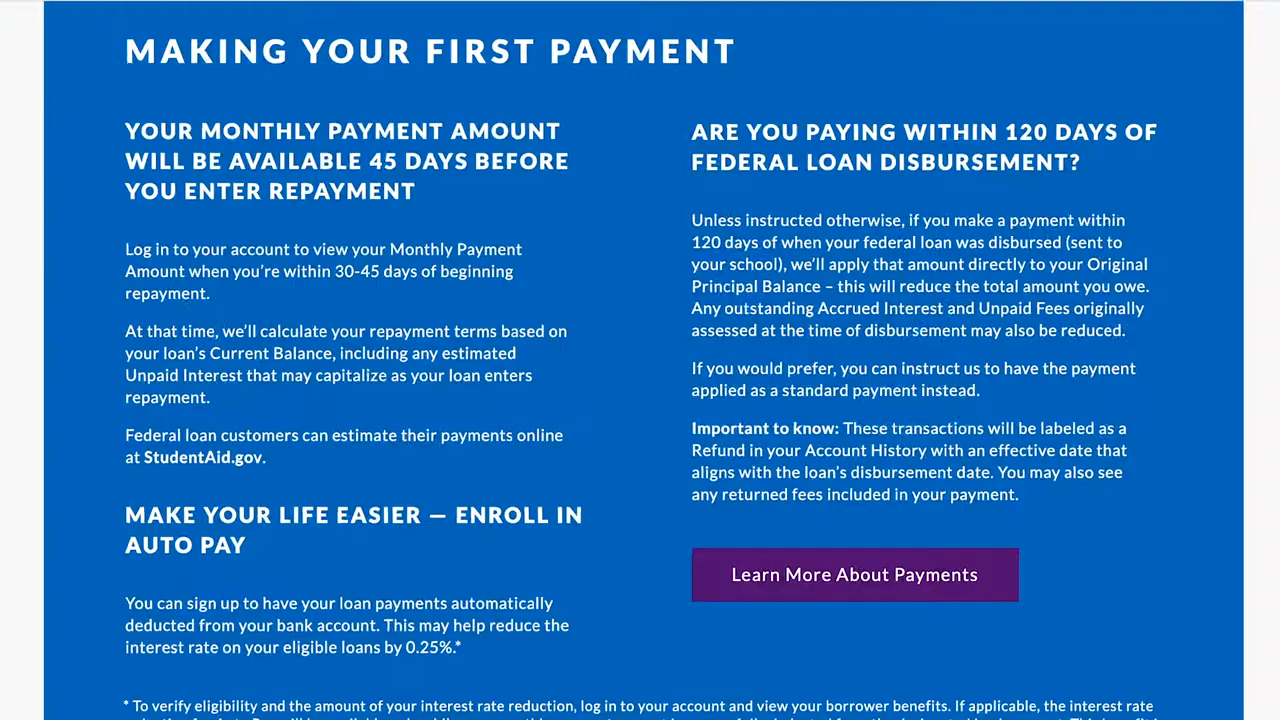 MAKING YOUR FIRST PAYMENT
YOUR MONTHLY PAYMENT AMOUNT
WILL BE AVAILABLE 45 DAYS BEFORE
YOU ENTER REPAYMENT
Log in to your account to view your Monthly Payment
Amount when you're within 30-45 days of beginning
repayment.
At that time, we'll calculate your repayment terms based on
your loan's Current Balance, including any estimated
Unpaid Interest that may capitalize as your loan enters
repayment.
Federal loan customers can estimate their payments online
at StudentAid.gov.
MAKE YOUR LIFE EASIER — ENROLL IN
AUTO PAY
You can sign up to have your loan payments automatically
deducted from your bank account. This may help reduce the
interest rate on your eligible loans by 0.25%.*
ARE YOU PAYING WITHIN 120 DAYS OF
FEDERAL LOAN DISBURSEMENT?
Unless instructed otherwise, if you make a payment within
120 days of when your federal loan was disbursed (sent to
your school), we'll apply that amount directly to your Original
Principal Balance – this will reduce the total amount you owe.
Any outstanding Accrued Interest and Unpaid Fees originally
assessed at the time of disbursement may also be reduced.
If you would prefer, you can instruct us to have the payment
applied as a standard payment instead.
Important to know: These transactions will be labeled as a
Refund in your Account History with an effective date that
aligns with the loan's disbursement date. You may also see
any returned fees included in your payment.
Learn More About Payments
* To verify eligibility and the amount of your interest rate reduction, log in to your account and view your borrower benefits. If applicable, the interest rate